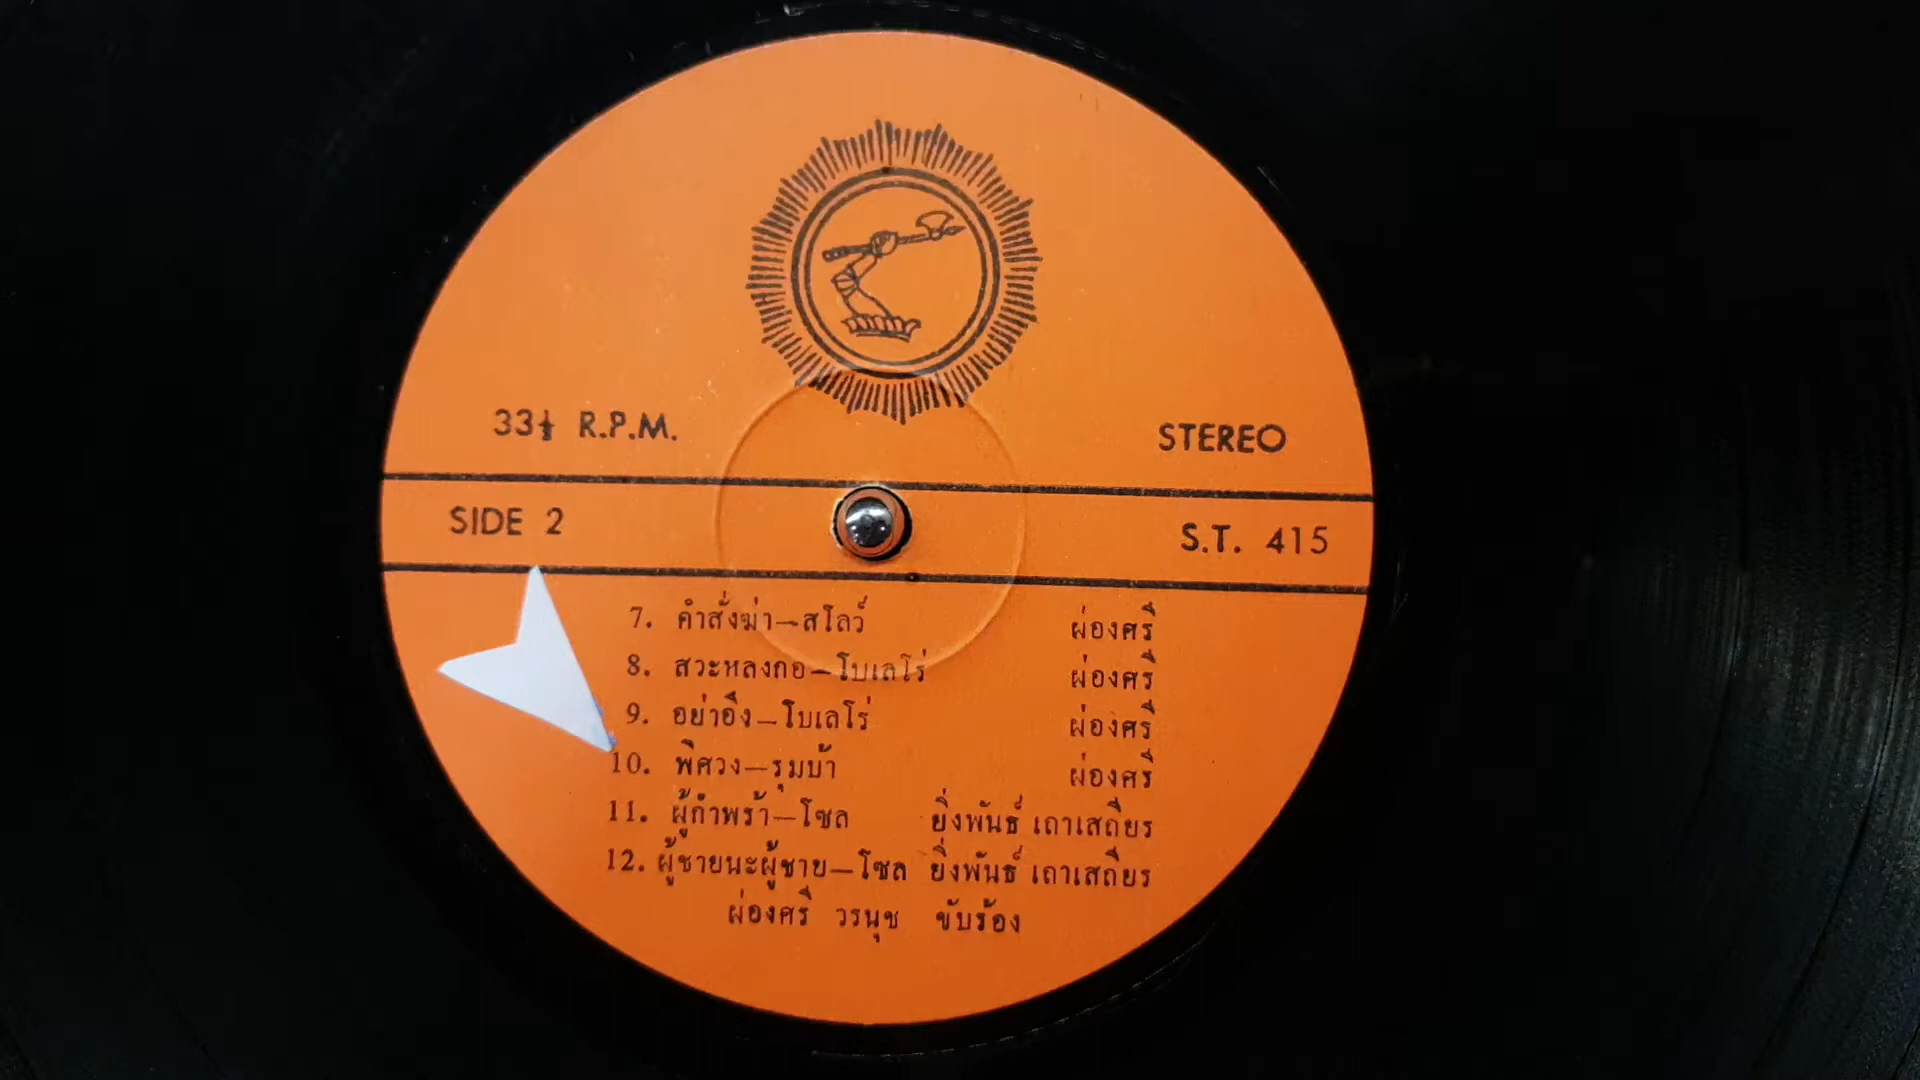 33⅓ R.P.M. STEREO
SIDE 2 S.T. 415
7. คำสั่งฆ่า—สโลว์ ผ่องศรี
8. สวะหลงกอ—โบเลโร่ ผ่องศรี
9. อย่าอึง—โบเลโร่ ผ่องศรี
10. พิศวง—รุมบ้า ผ่องศรี
11. ผู้กำพร้า—โซล ยิ่งพันธ์ เถาเสถียร
12. ผู้ชายนะผู้ชาย—โซล ยิ่งพันธ์ เถาเสถียร
ผ่องศรี วรนุช ขับร้อง